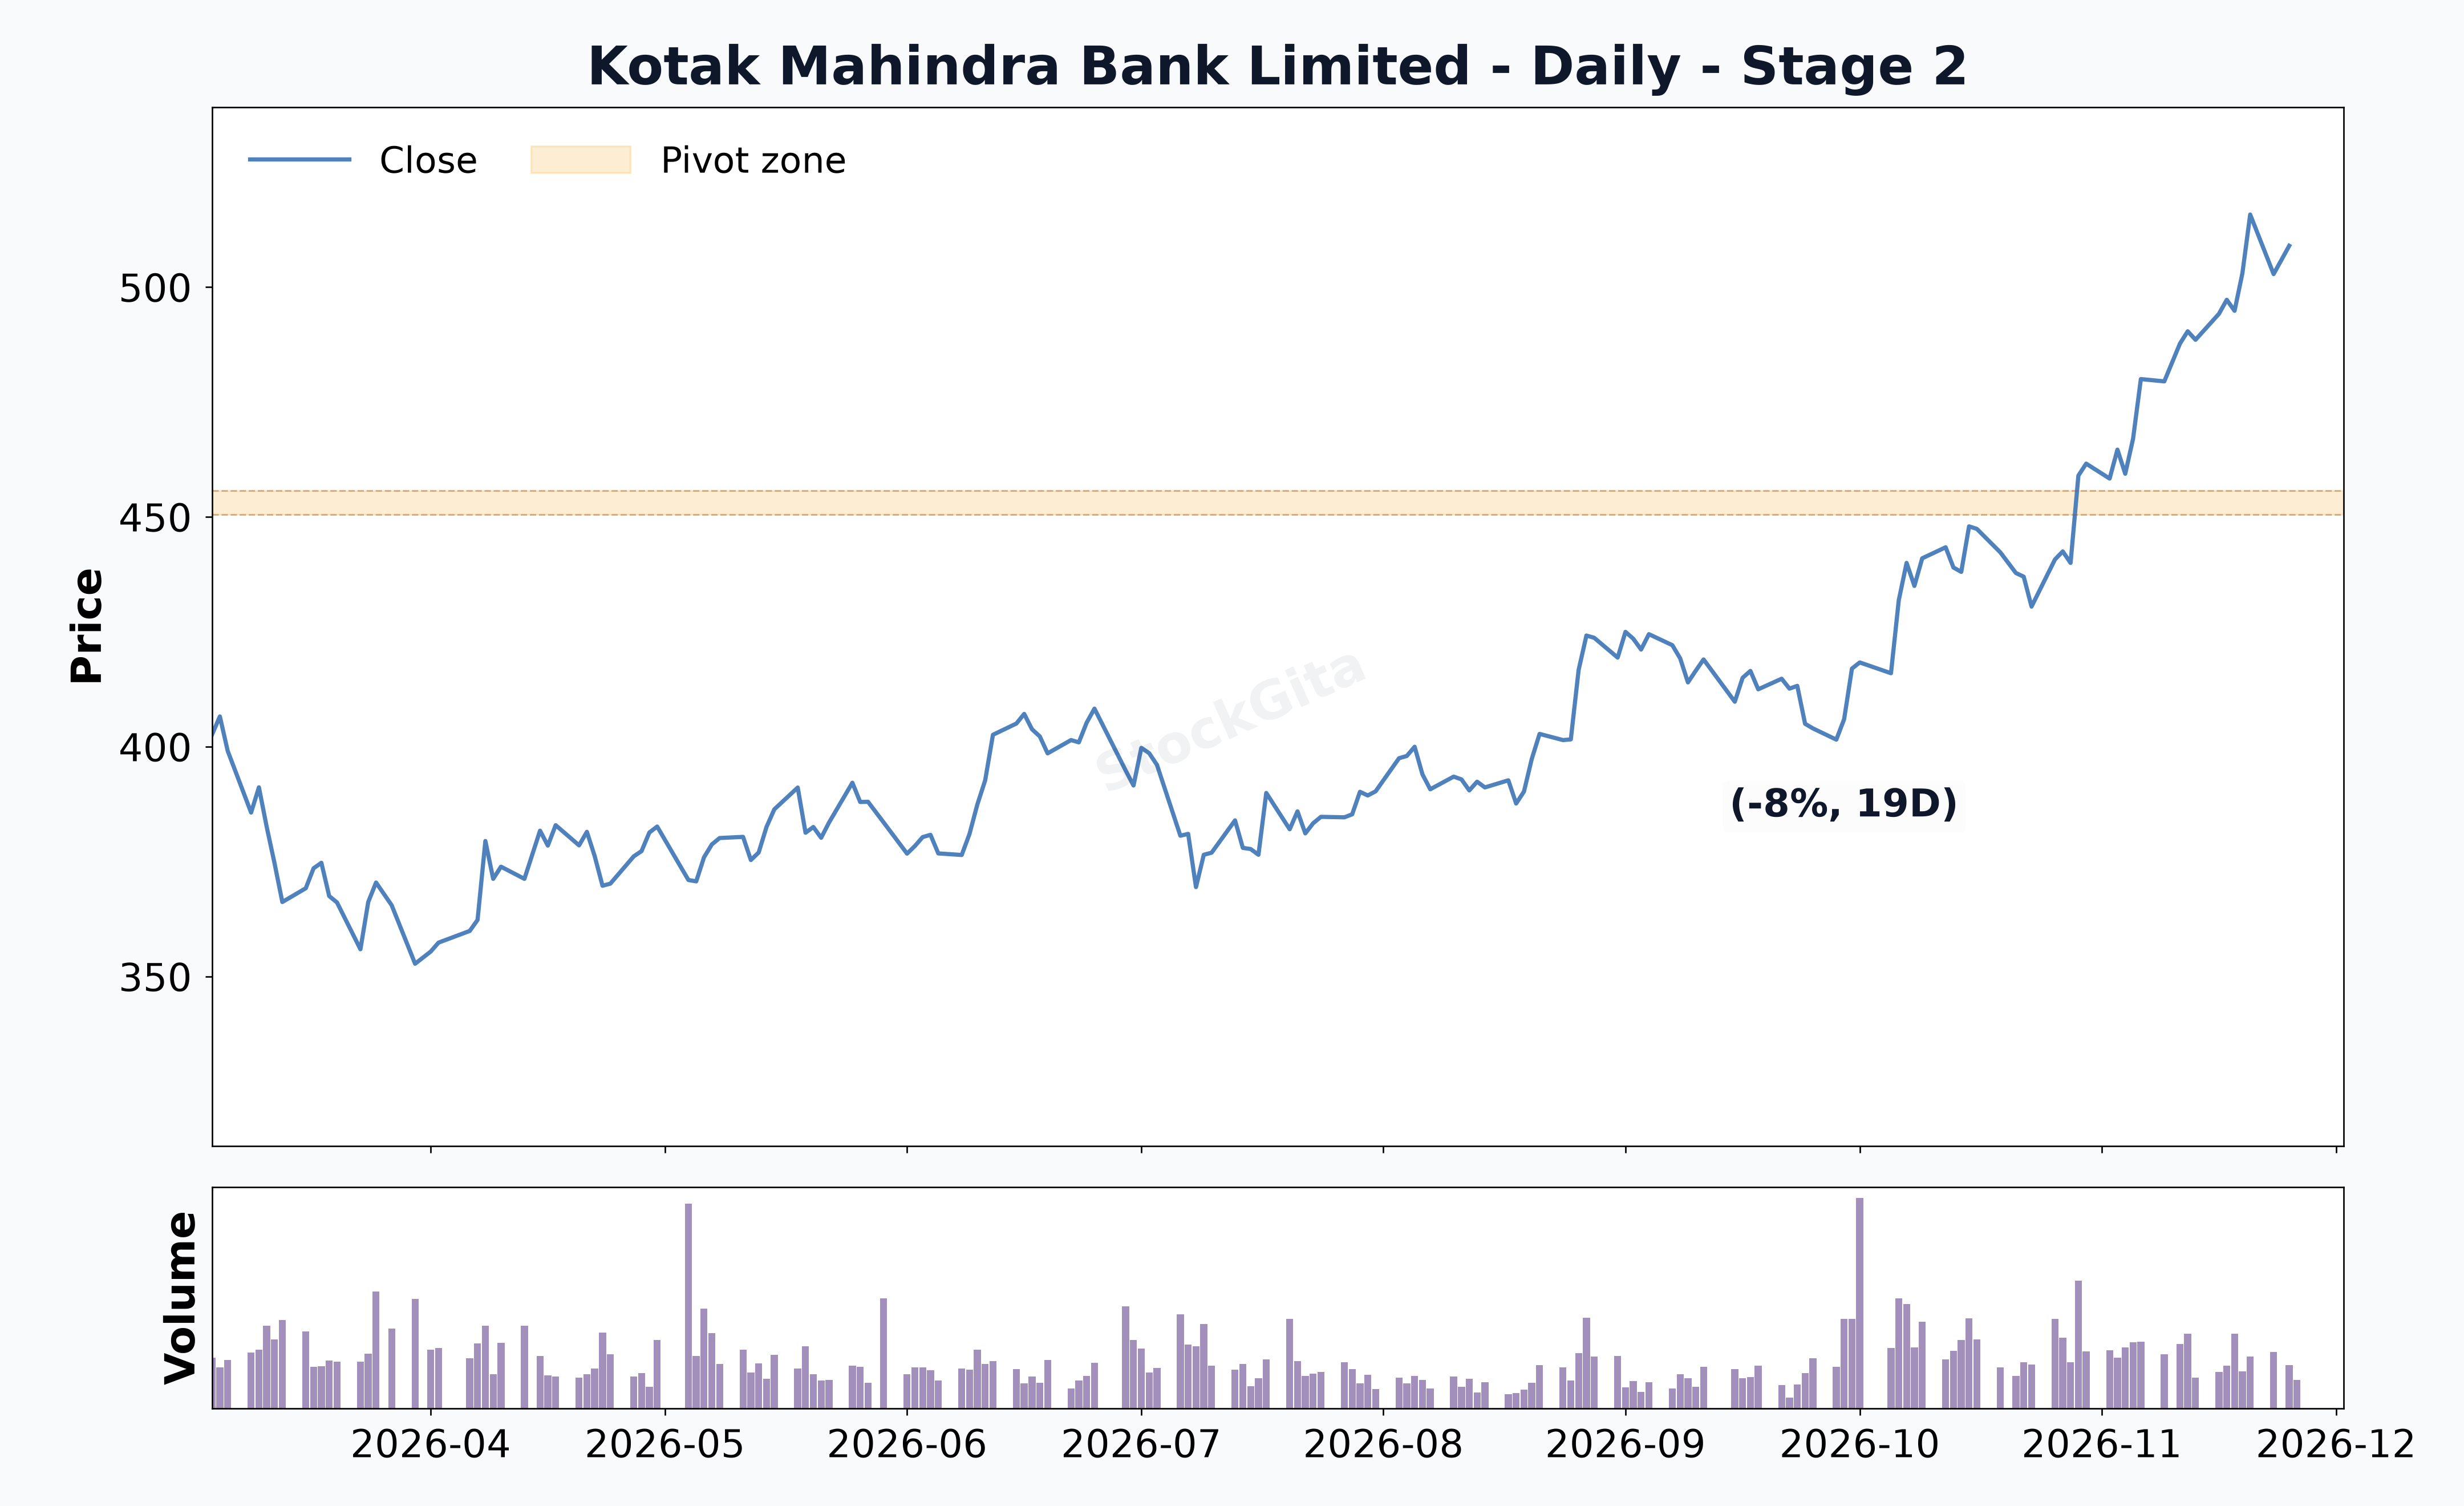 Kotak Mahindra Bank Limited - Daily - Stage 2
Close
Pivot zone
500
450
400
350
Price
StockGita
(-8%, 19D)
Volume
2026-04
2026-05
2026-06
2026-07
2026-08
2026-09
2026-10
2026-11
2026-12